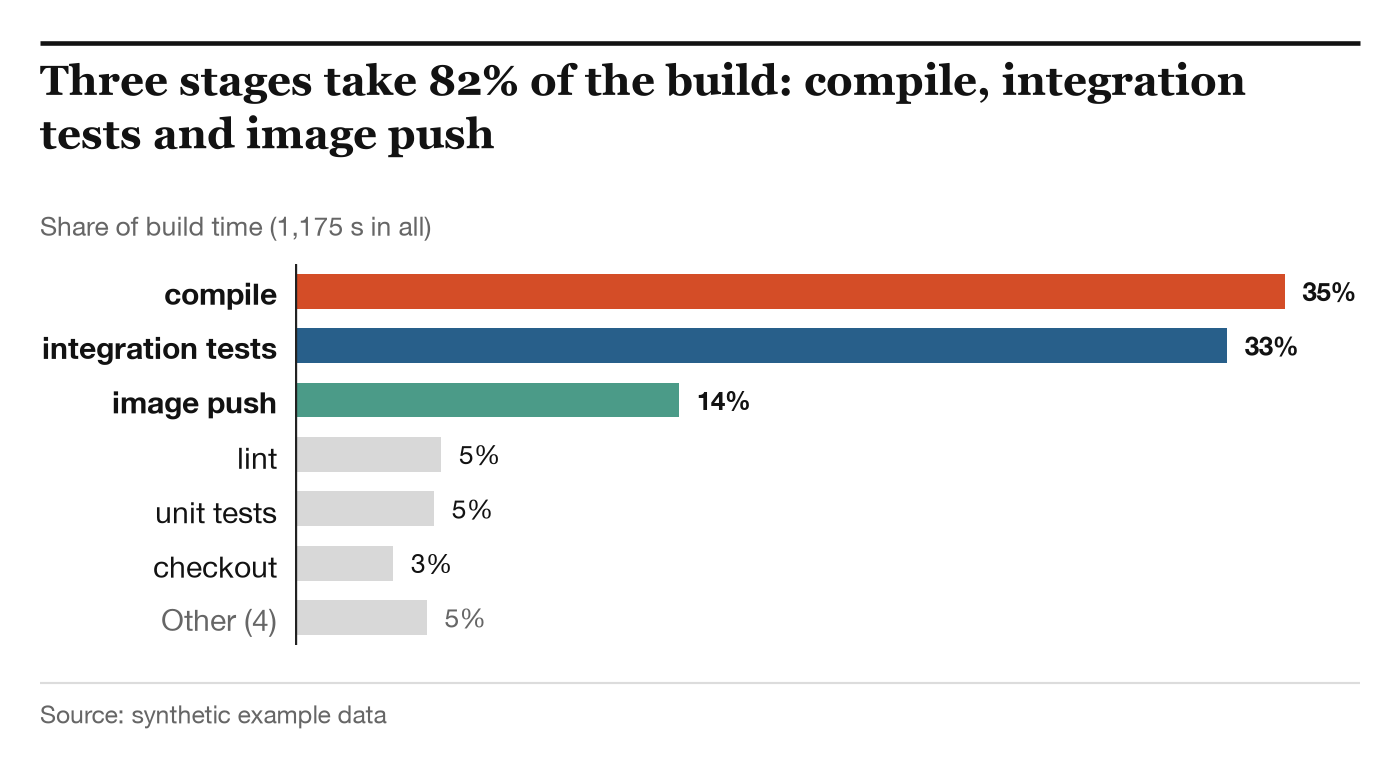 Three stages take 82% of the build: compile, integration
tests and image push
Share of build time (1,175 s in all)
compile 35%
integration tests 33%
image push 14%
lint 5%
unit tests 5%
checkout 3%
Other (4) 5%
Source: synthetic example data